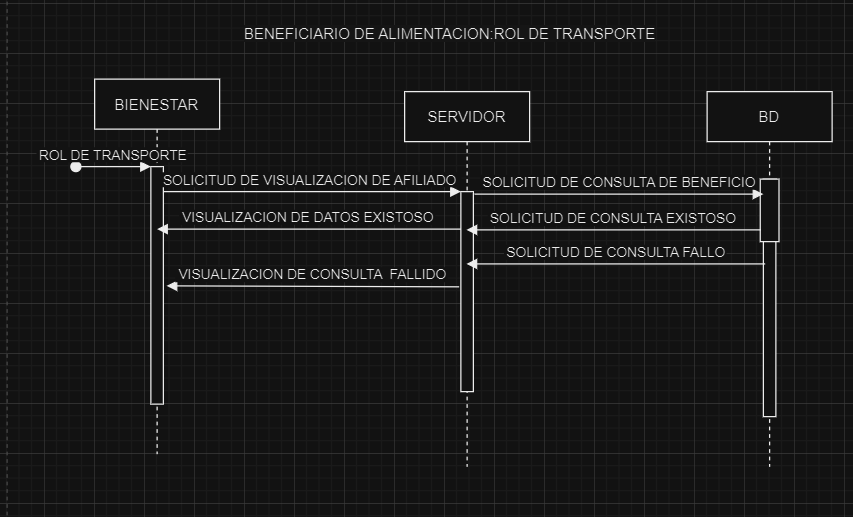 BENEFICIARIO DE ALIMENTACION:ROL DE TRANSPORTE
BIENESTAR
SERVIDOR
BD
ROL DE TRANSPORTE
SOLICITUD DE VISUALIZACION DE AFILIADO
SOLICITUD DE CONSULTA DE BENEFICIO
VISUALIZACION DE DATOS EXISTOSO
SOLICITUD DE CONSULTA EXISTOSO
SOLICITUD DE CONSULTA FALLO
VISUALIZACION DE CONSULTA FALLIDO